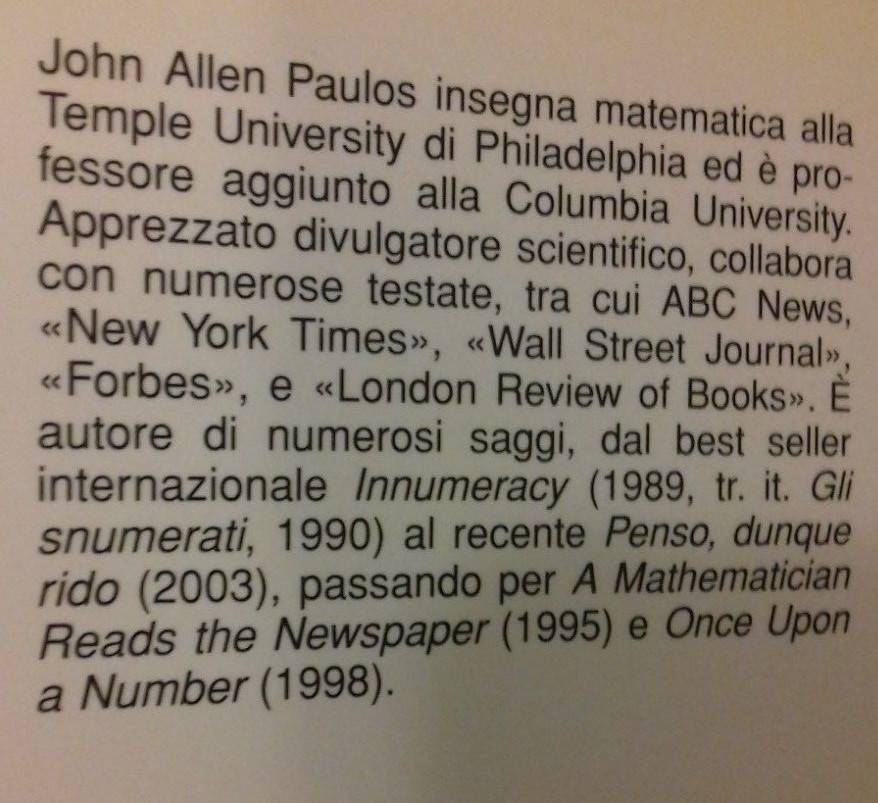 John Allen Paulos insegna matematica alla
Temple University di Philadelphia ed è pro-
fessore aggiunto alla Columbia University.
Apprezzato divulgatore scientifico, collabora
con numerose testate, tra cui ABC News,
«New York Times», «Wall Street Journal»,
«Forbes», e «London Review of Books». È
autore di numerosi saggi, dal best seller
internazionale Innumeracy (1989, tr. it. Gli
snumerati, 1990) al recente Penso, dunque
rido (2003), passando per A Mathematician
Reads the Newspaper (1995) e Once Upon
a Number (1998).